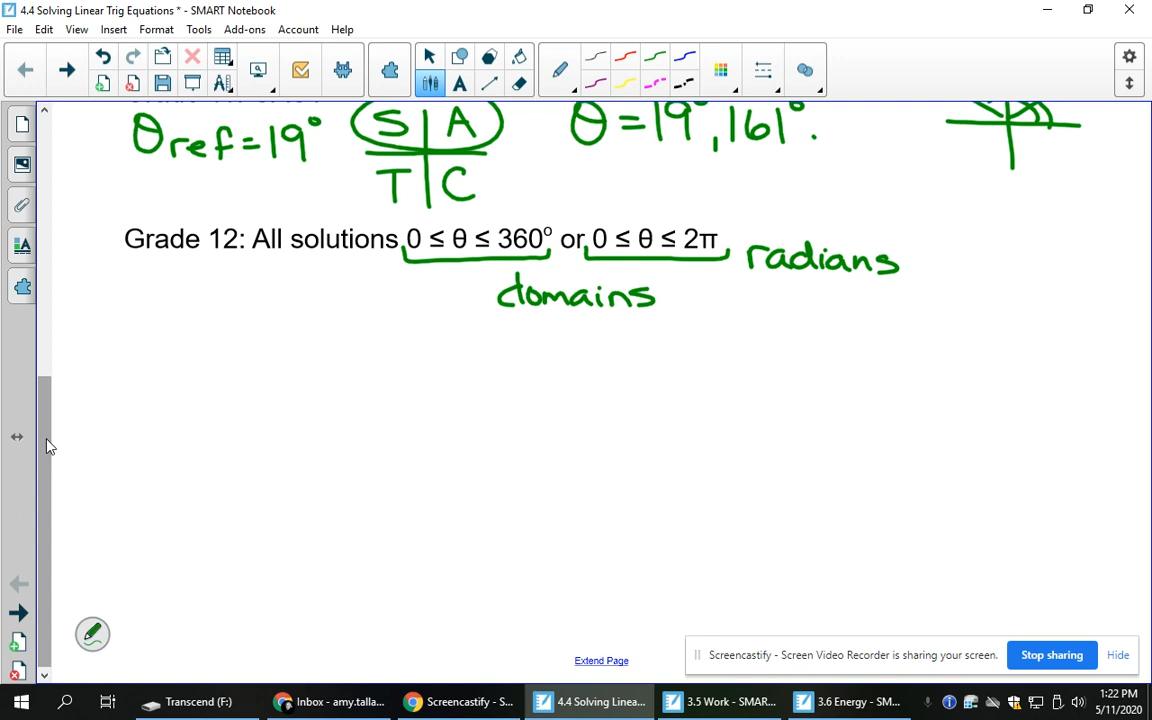 4.4 Solving Linear Trig Equations * - SMART Notebook
File Edit View Insert Format Tools Add-ons Account Help
θref=19° S A θ=19°,161°.
T C
Grade 12: All solutions 0 ≤ θ ≤ 360° or 0 ≤ θ ≤ 2π radians
domains
Extend Page
Screencastify - Screen Video Recorder is sharing your screen. Stop sharing Hide
Transcend (F:) Inbox - amy.talla... Screencastify - S... 4.4 Solving Linea... 3.5 Work - SMAR... 3.6 Energy - SM...
1:22 PM
5/11/2020